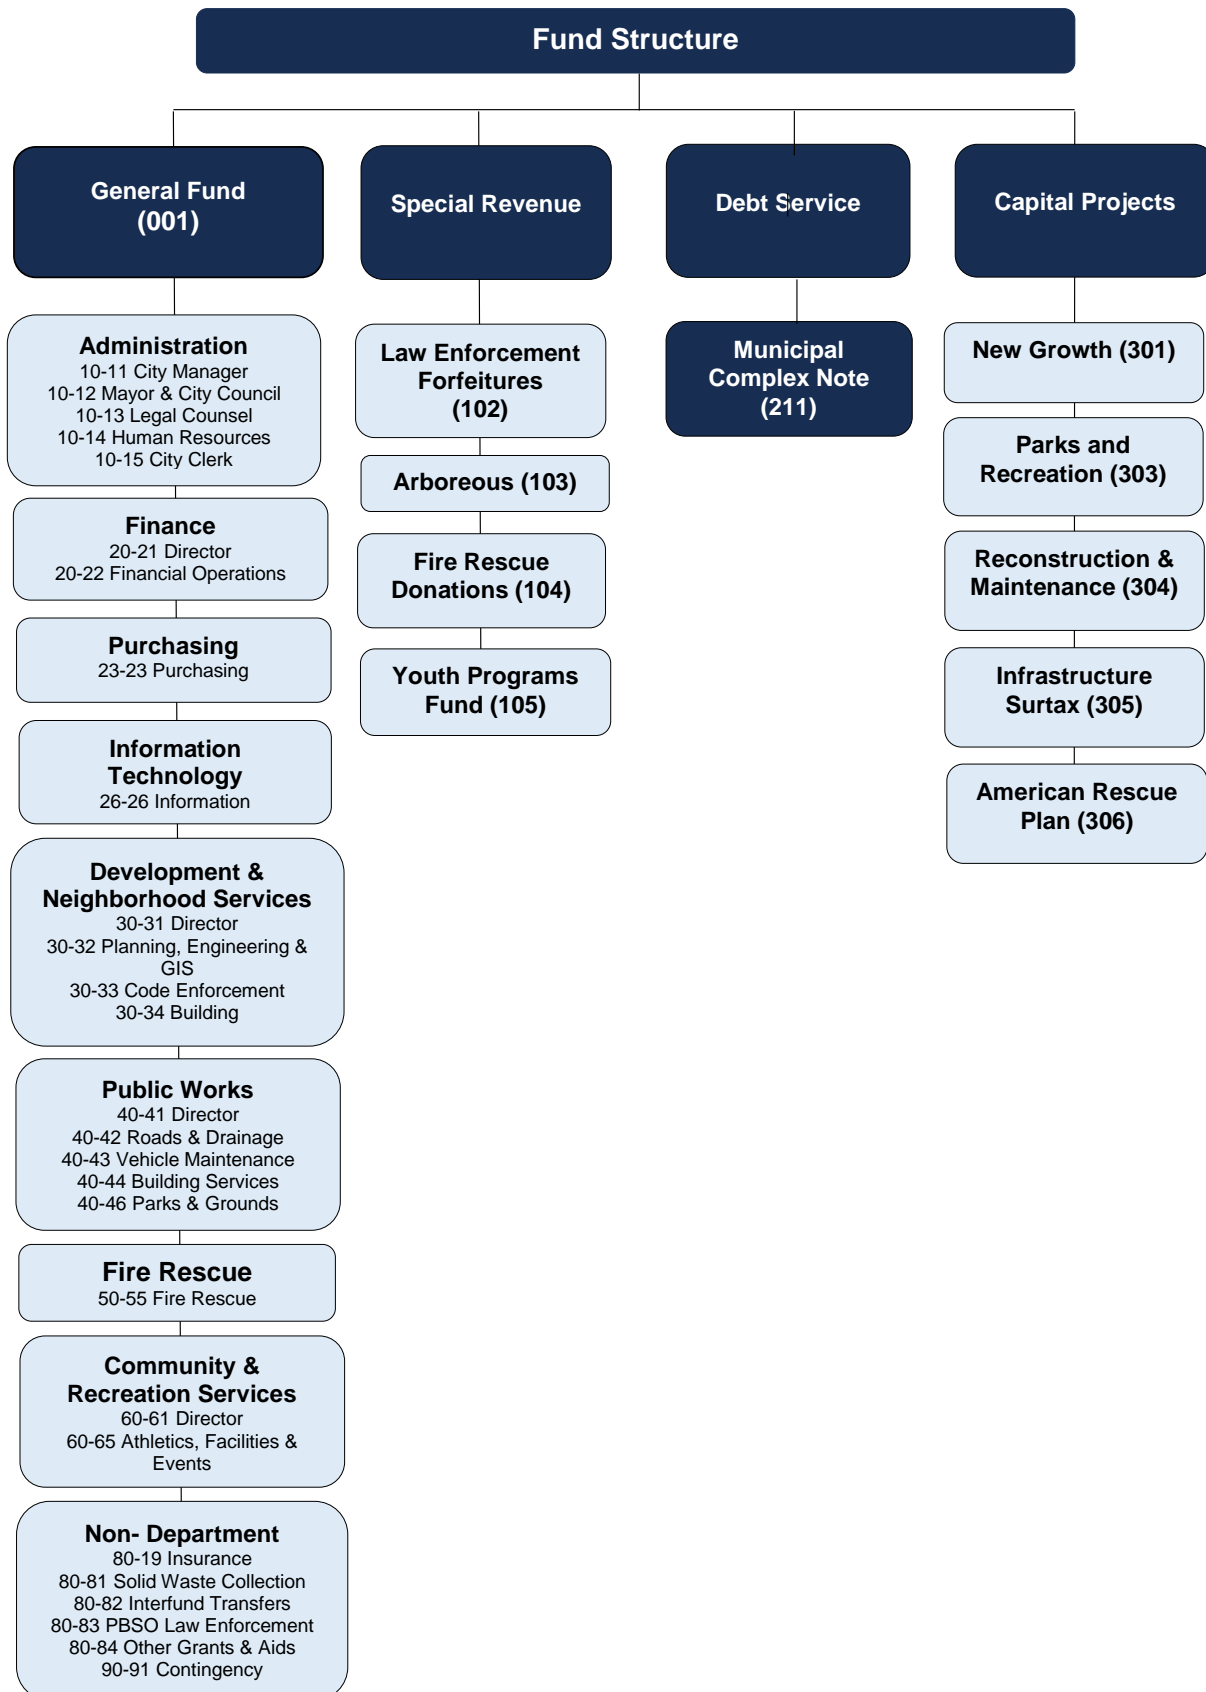 Fund Structure
General Fund
(001)
Special Revenue
Debt Service
Capital Projects
Administration
10-11 City Manager
10-12 Mayor & City Council
10-13 Legal Counsel
10-14 Human Resources
10-15 City Clerk
Finance
20-21 Director
20-22 Financial Operations
Purchasing
23-23 Purchasing
Information
Technology
26-26 Information
Development &
Neighborhood Services
30-31 Director
30-32 Planning, Engineering &
GIS
30-33 Code Enforcement
30-34 Building
Public Works
40-41 Director
40-42 Roads & Drainage
40-43 Vehicle Maintenance
40-44 Building Services
40-46 Parks & Grounds
Fire Rescue
50-55 Fire Rescue
Community &
Recreation Services
60-61 Director
60-65 Athletics, Facilities &
Events
Non- Department
80-19 Insurance
80-81 Solid Waste Collection
80-82 Interfund Transfers
80-83 PBSO Law Enforcement
80-84 Other Grants & Aids
90-91 Contingency
Law Enforcement
Forfeitures
(102)
Arboreous (103)
Fire Rescue
Donations (104)
Youth Programs
Fund (105)
Municipal
Complex Note
(211)
New Growth (301)
Parks and
Recreation (303)
Reconstruction &
Maintenance (304)
Infrastructure
Surtax (305)
American Rescue
Plan (306)